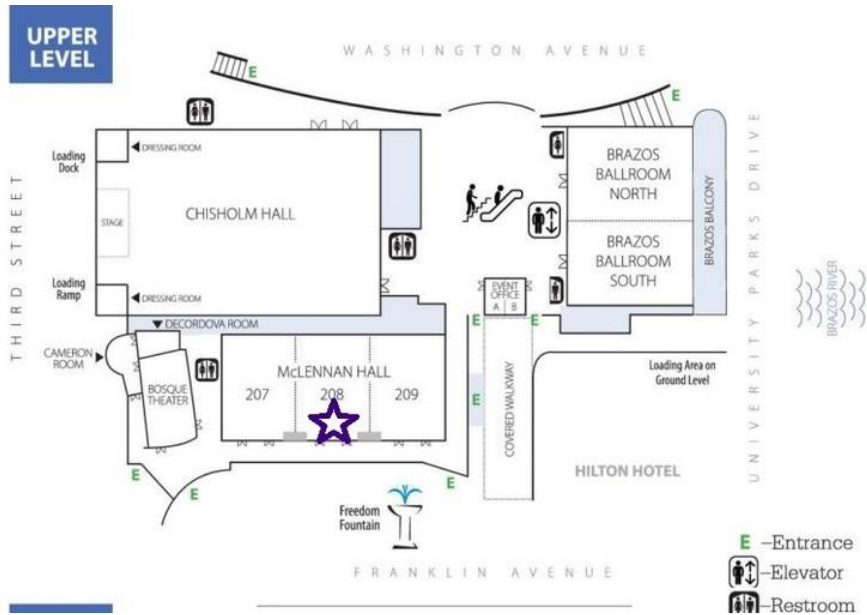 UPPER
LEVEL
WASHINGTON AVENUE
E
E
THIRD STREET
Loading
Dock
DRESSING ROOM
STAGE
CHISHOLM HALL
Loading
Ramp
DRESSING ROOM
DECORDOVA ROOM
CAMERON
ROOM
BOSQUE
THEATER
McLENNAN HALL
207
208
209
BRAZOS
BALLROOM
NORTH
BRAZOS
BALLROOM
SOUTH
BRAZOS BALCONY
UNIVERSITY PARKS DRIVE
BRAZOS RIVER
EVENT
OFFICE
A B
E
E
E
COVERED WALKWAY
Loading Area on
Ground Level
HILTON HOTEL
E
E
E
Freedom
Fountain
FRANKLIN AVENUE
E –Entrance
–Elevator
–Restroom